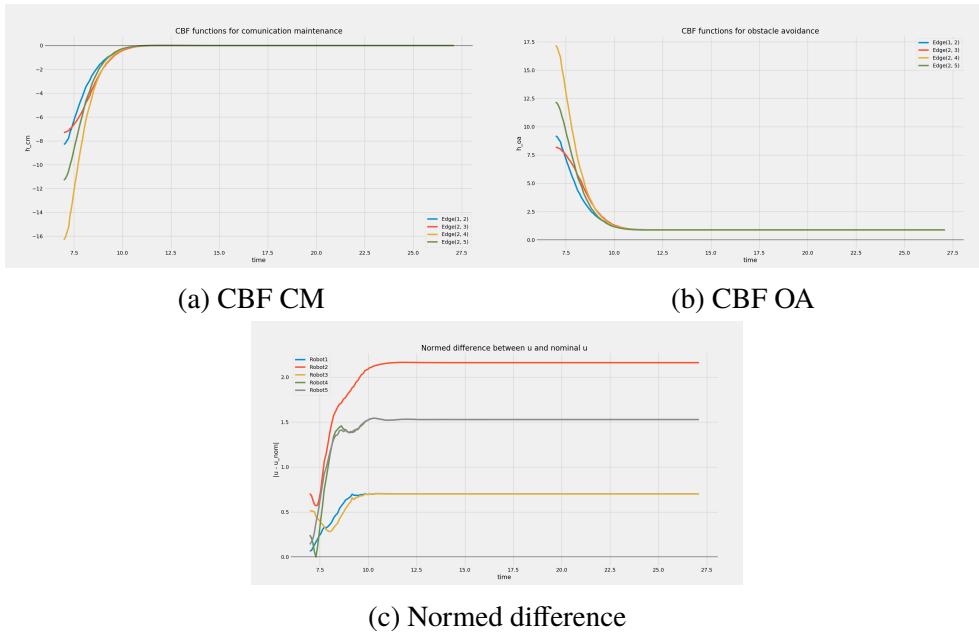 CBF functions for comunication maintenance
0
−2
−4
−6
−8
−10
−12
−14
−16
h_cm
7.5 10.0 12.5 15.0 17.5 20.0 22.5 25.0 27.5
time
Edge(1, 2)
Edge(2, 3)
Edge(2, 4)
Edge(2, 5)
(a) CBF CM
CBF functions for obstacle avoidance
17.5
15.0
12.5
10.0
7.5
5.0
2.5
0.0
h_oa
7.5 10.0 12.5 15.0 17.5 20.0 22.5 25.0 27.5
time
Edge(1, 2)
Edge(2, 3)
Edge(2, 4)
Edge(2, 5)
(b) CBF OA
Normed difference between u and nominal u
2.0
1.5
1.0
0.5
0.0
|u - u_nom|
7.5 10.0 12.5 15.0 17.5 20.0 22.5 25.0 27.5
time
Robot1
Robot2
Robot3
Robot4
Robot5
(c) Normed difference